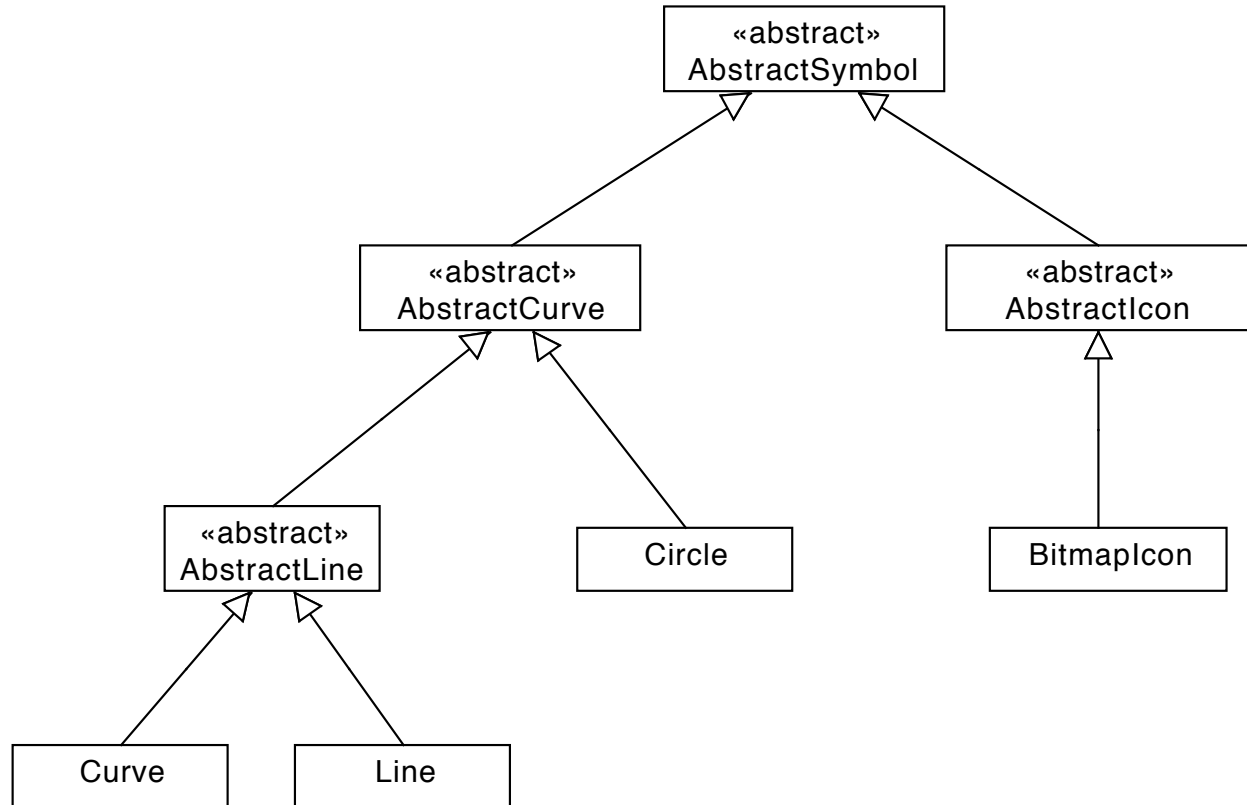 «abstract»
AbstractSymbol
«abstract»
AbstractCurve
«abstract»
AbstractIcon
«abstract»
AbstractLine
Circle
BitmapIcon
Curve
Line